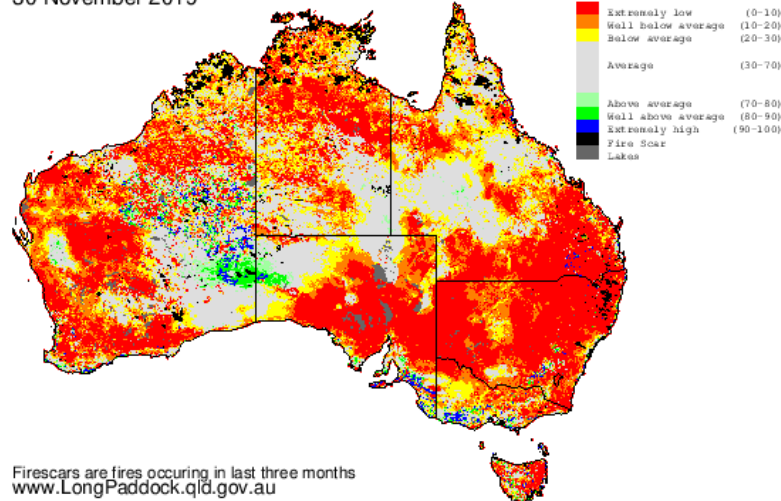 30 November 2019
Extremely low (0-10)
Well below average (10-20)
Below average (20-30)
Average (30-70)
Above average (70-80)
Well above average (80-90)
Extremely high (90-100)
Fire Scar
Lakes
Firescars are fires occuring in last three months
www.LongPaddock.qld.gov.au